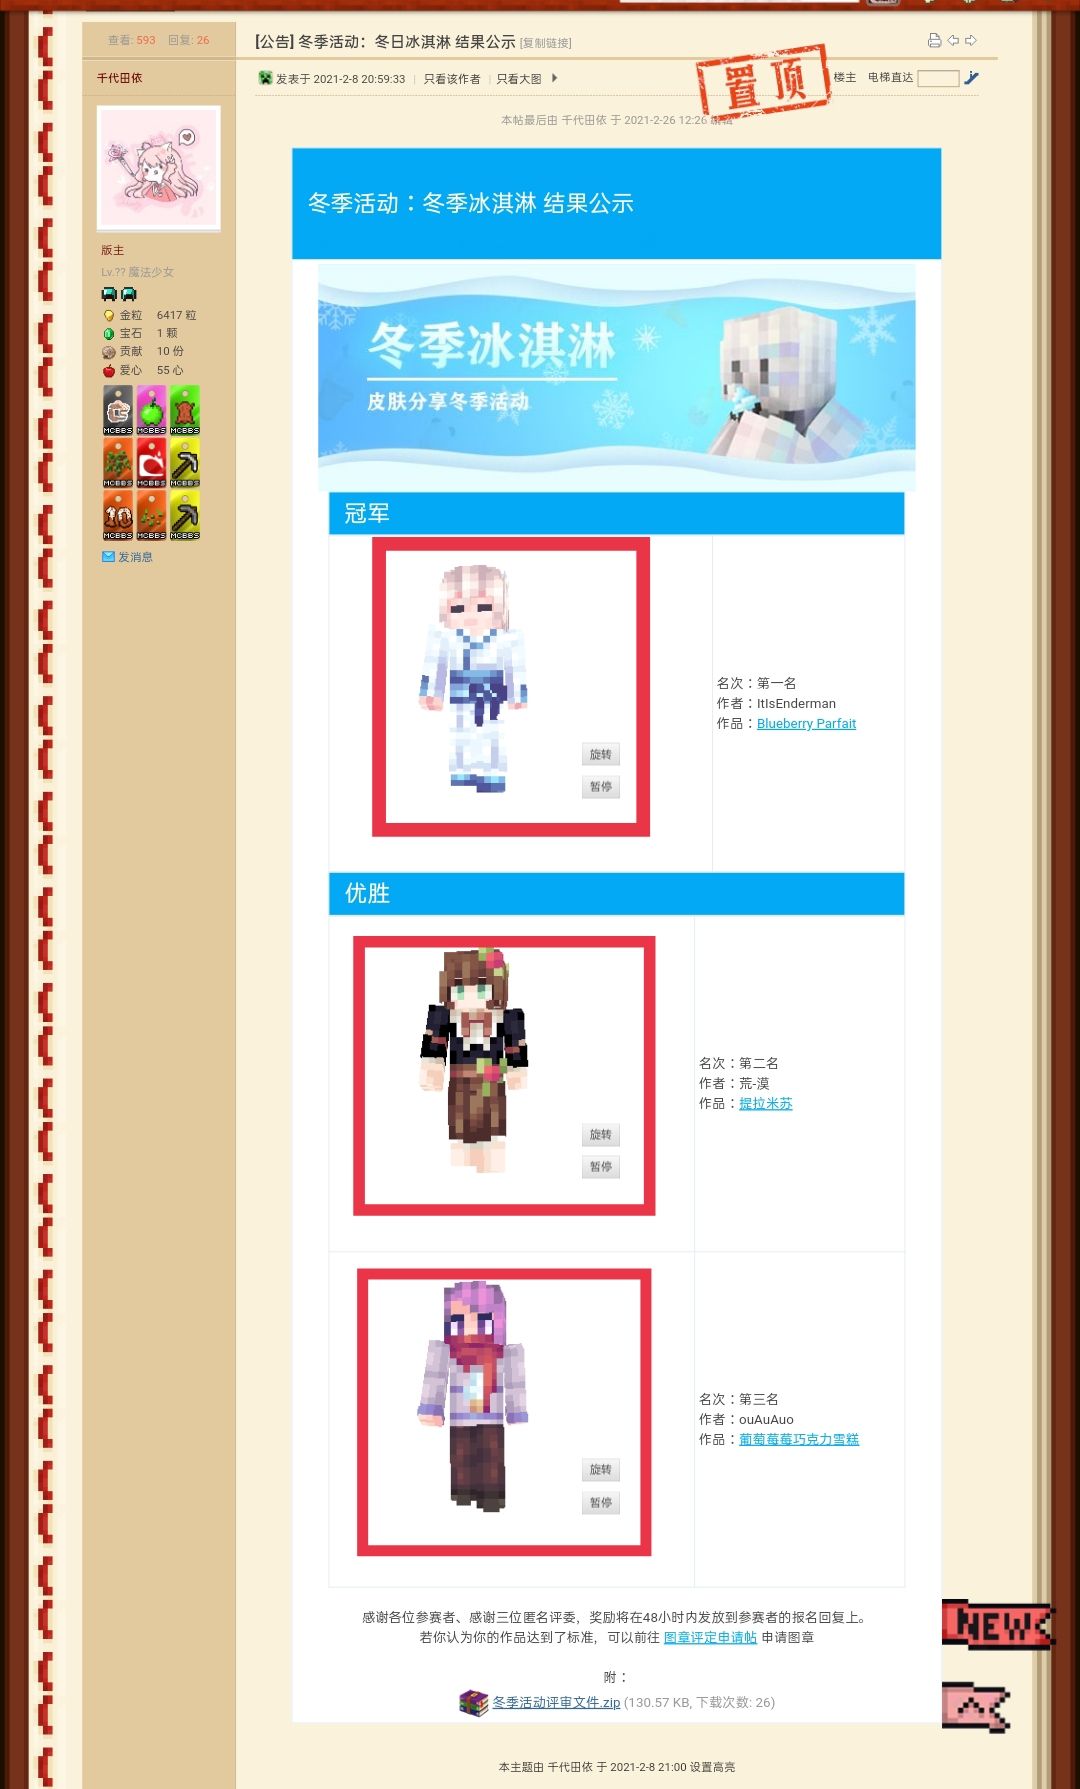 查看: 593 回复: 26
[公告] 冬季活动：冬日冰淇淋 结果公示 [复制链接]
千代田依
发表于 2021-2-8 20:59:33 | 只看该作者 | 只看大图
置顶
楼主 电梯直达
本帖最后由 千代田依 于 2021-2-26 12:26 编辑
版主
Lv.?? 魔法少女
金粒 6417 粒
宝石 1 颗
贡献 10 份
爱心 55 心
MCBBS MCBBS MCBBS
MCBBS MCBBS MCBBS
10
MCBBS MCBBS MCBBS
发消息
冬季活动：冬季冰淇淋 结果公示
冬季冰淇淋
皮肤分享冬季活动
冠军
旋转
暂停
名次：第一名
作者：ItIsEnderman
作品：Blueberry Parfait
优胜
旋转
暂停
名次：第二名
作者：荒-漠
作品：提拉米苏
旋转
暂停
名次：第三名
作者：ouAuAuo
作品：葡萄莓莓巧克力雪糕
感谢各位参赛者、感谢三位匿名评委，奖励将在48小时内发放到参赛者的报名回复上。
若你认为你的作品达到了标准，可以前往 图章评定申请帖 申请图章
NEW
附：
冬季活动评审文件.zip (130.57 KB, 下载次数: 26)
本主题由 千代田依 于 2021-2-8 21:00 设置高亮